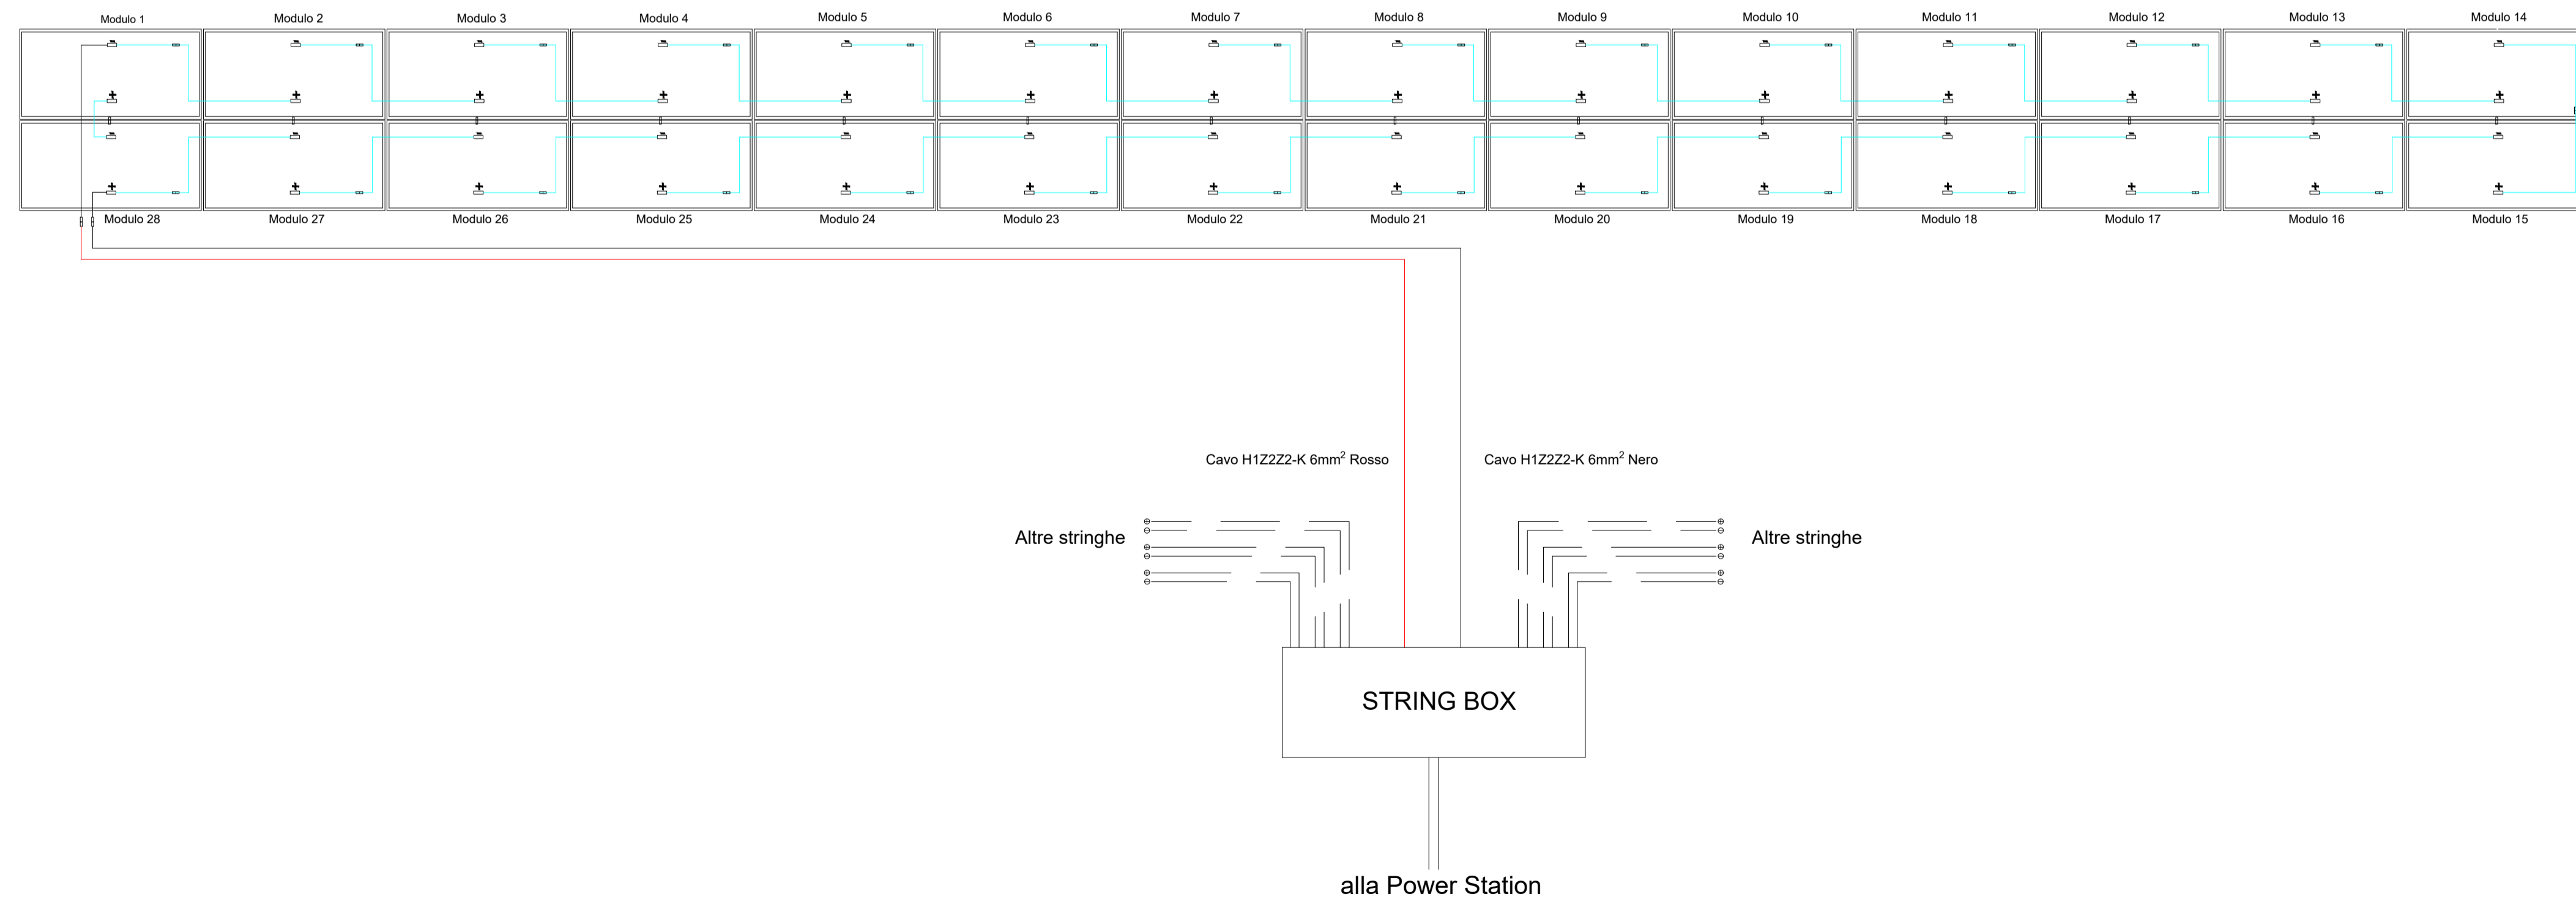 Modulo 1 Modulo 2 Modulo 3 Modulo 4 Modulo 5 Modulo 6 Modulo 7 Modulo 8 Modulo 9 Modulo 10 Modulo 11 Modulo 12 Modulo 13 Modulo 14
Modulo 28 Modulo 27 Modulo 26 Modulo 25 Modulo 24 Modulo 23 Modulo 22 Modulo 21 Modulo 20 Modulo 19 Modulo 18 Modulo 17 Modulo 16 Modulo 15
Cavo H1Z2Z2-K 6mm² Rosso Cavo H1Z2Z2-K 6mm² Nero
Altre stringhe Altre stringhe
STRING BOX
alla Power Station